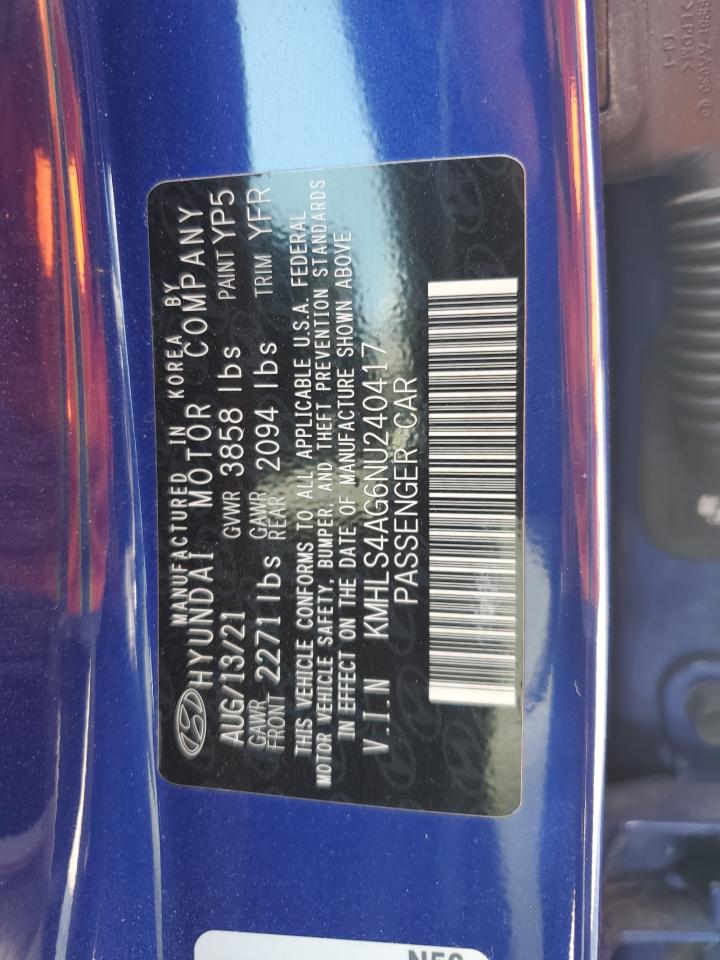 MANUFACTURED IN KOREA BY
HYUNDAI MOTOR COMPANY
AUG/13/21 GVWR 3858 lbs PAINT YP5
GAWR FRONT 2271 lbs GAWR REAR 2094 lbs TRIM YFR
THIS VEHICLE CONFORMS TO ALL APPLICABLE U.S.A. FEDERAL
MOTOR VEHICLE SAFETY, BUMPER, AND THEFT PREVENTION STANDARDS
IN EFFECT ON THE DATE OF MANUFACTURE SHOWN ABOVE.
V.I.N KMHLS4AG6NU240417
PASSENGER CAR
>EPDM<